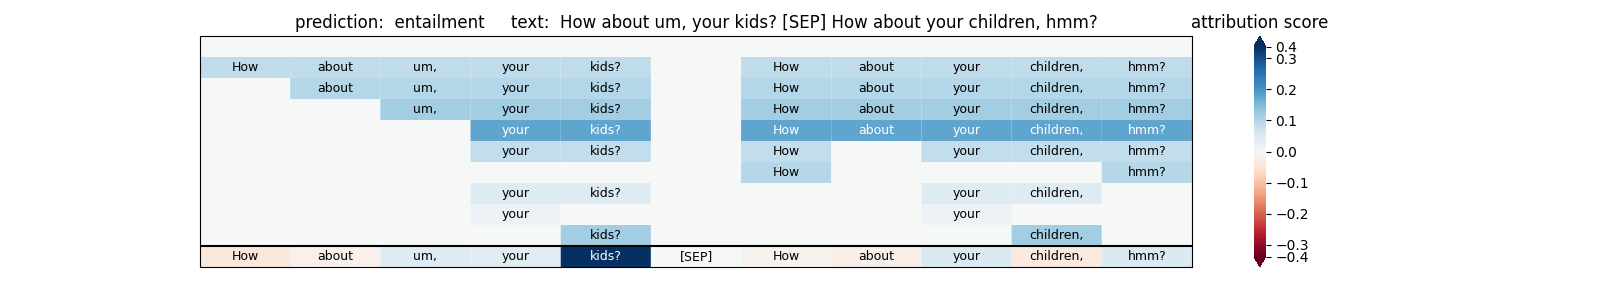 prediction:  entailment     text:  How about um, your kids? [SEP] How about your children, hmm?
attribution score
How about um, your kids? How about your children, hmm?
about um, your kids? How about your children, hmm?
um, your kids? How about your children, hmm?
your kids? How about your children, hmm?
your kids? How your children, hmm?
How hmm?
your kids? your children,
your your
kids? children,
How about um, your kids? [SEP] How about your children, hmm?
0.4
0.3
0.2
0.1
0.0
−0.1
−0.2
−0.3
−0.4